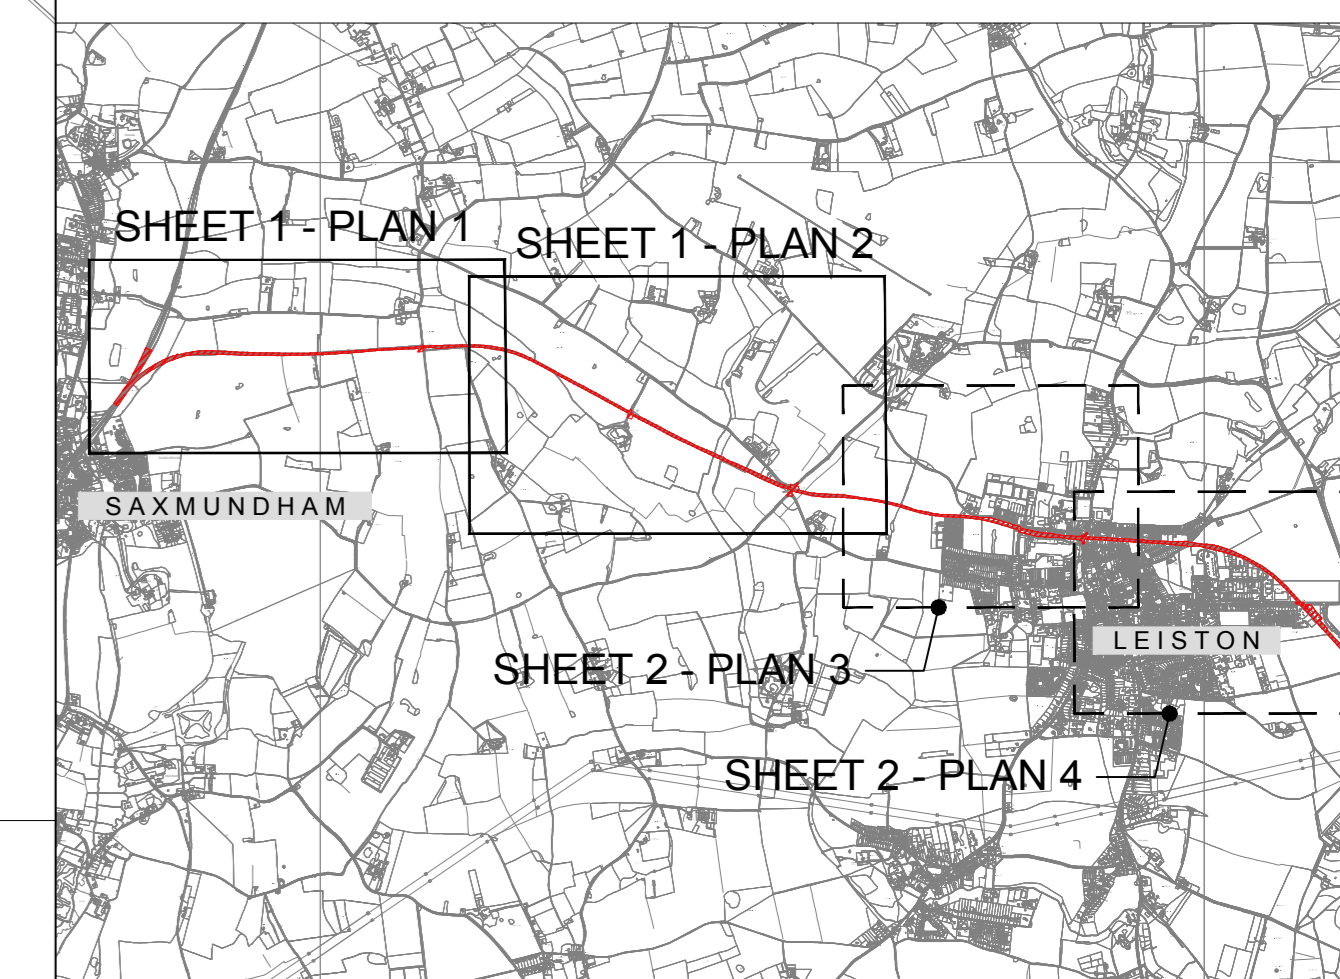 SHEET 1 - PLAN 1
SHEET 1 - PLAN 2
SAXMUNDHAM
LEISTON
SHEET 2 - PLAN 3
SHEET 2 - PLAN 4